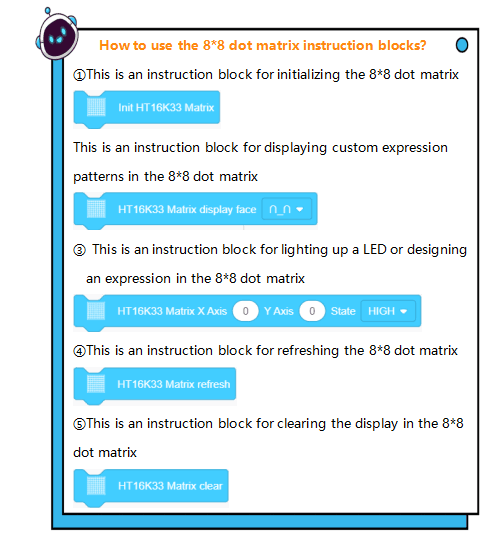 How to use the 8*8 dot matrix instruction blocks?
①This is an instruction block for initializing the 8*8 dot matrix
Init HT16K33 Matrix
This is an instruction block for displaying custom expression
patterns in the 8*8 dot matrix
HT16K33 Matrix display face ∩_∩
③ This is an instruction block for lighting up a LED or designing
an expression in the 8*8 dot matrix
HT16K33 Matrix X Axis 0 Y Axis 0 State HIGH
④This is an instruction block for refreshing the 8*8 dot matrix
HT16K33 Matrix refresh
⑤This is an instruction block for clearing the display in the 8*8
dot matrix
HT16K33 Matrix clear